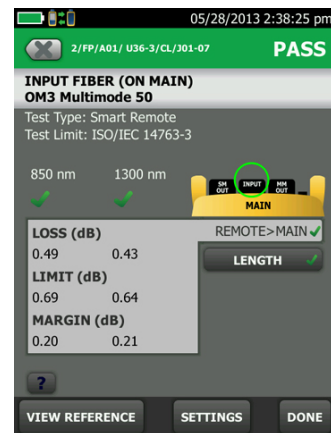 05/28/2013 2:38:25 pm
2/FP/A01/ U36-3/CL/J01-07
PASS
INPUT FIBER (ON MAIN)
OM3 Multimode 50
Test Type: Smart Remote
Test Limit: ISO/IEC 14763-3
850 nm 1300 nm
SM OUT INPUT MM OUT
MAIN
LOSS (dB) REMOTE>MAIN
0.49 0.43 LENGTH
LIMIT (dB)
0.69 0.64
MARGIN (dB)
0.20 0.21
?
VIEW REFERENCE SETTINGS DONE